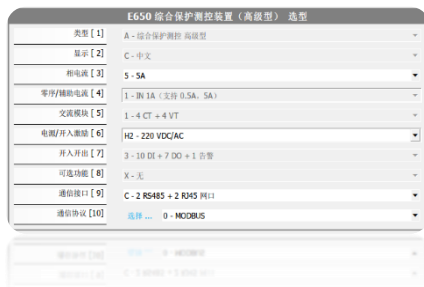 E650 综合保护测控装置（高级型） 选型
类型 [ 1] A - 综合保护测控 高级型
显示 [ 2] C - 中文
相电流 [ 3] 5 - 5A
零序/辅助电流 [ 4] 1 - IN 1A（支持 0.5A、5A）
交流模块 [ 5] 1 - 4 CT + 4 VT
电源/开入激励 [ 6] H2 - 220 VDC/AC
开入开出 [ 7] 3 - 10 DI + 7 DO + 1 告警
可选功能 [ 8] X - 无
通信接口 [ 9] C - 2 RS485 + 2 RJ45 网口
通信协议 [10] 选择 ... 0 - MODBUS